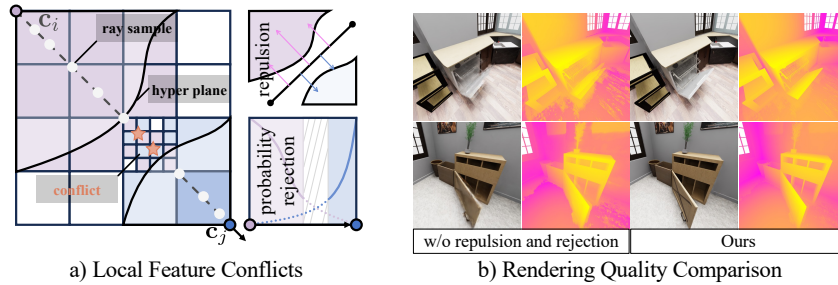 c_i
ray sample
hyper plane
conflict
c_j
repulsion
probability
rejection
a) Local Feature Conflicts
w/o repulsion and rejection
Ours
b) Rendering Quality Comparison